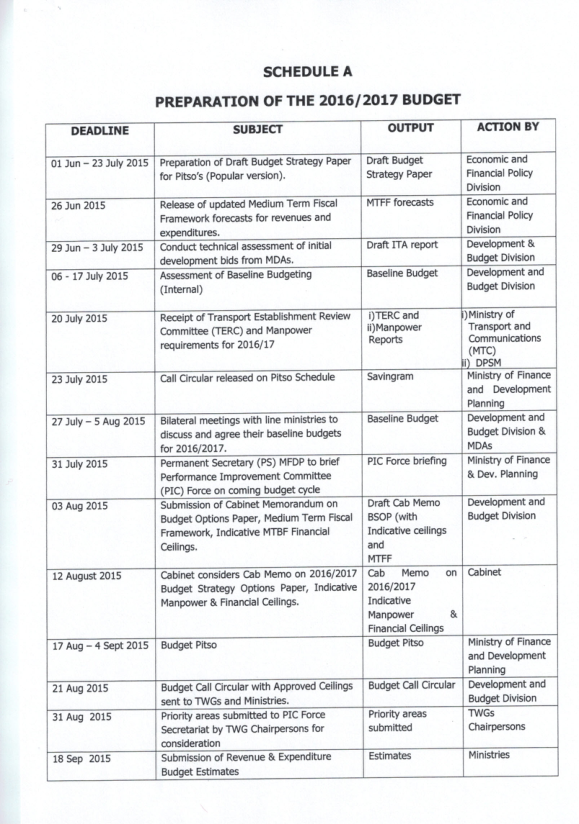 SCHEDULE A
PREPARATION OF THE 2016/2017 BUDGET
DEADLINE SUBJECT OUTPUT ACTION BY
01 Jun – 23 July 2015 Preparation of Draft Budget Strategy Paper Draft Budget Economic and
for Pitso's (Popular version). Strategy Paper Financial Policy
Division
26 Jun 2015 Release of updated Medium Term Fiscal MTFF forecasts Economic and
Framework forecasts for revenues and Financial Policy
expenditures. Division
29 Jun – 3 July 2015 Conduct technical assessment of initial Draft ITA report Development &
development bids from MDAs. Budget Division
06 - 17 July 2015 Assessment of Baseline Budgeting Baseline Budget Development and
(Internal) Budget Division
20 July 2015 Receipt of Transport Establishment Review i)TERC and i)Ministry of
Committee (TERC) and Manpower ii)Manpower Transport and
requirements for 2016/17 Reports Communications
(MTC)
ii) DPSM
23 July 2015 Call Circular released on Pitso Schedule Savingram Ministry of Finance
and Development
Planning
27 July – 5 Aug 2015 Bilateral meetings with line ministries to Baseline Budget Development and
discuss and agree their baseline budgets Budget Division &
for 2016/2017. MDAs
31 July 2015 Permanent Secretary (PS) MFDP to brief PIC Force briefing Ministry of Finance
Performance Improvement Committee & Dev. Planning
(PIC) Force on coming budget cycle
03 Aug 2015 Submission of Cabinet Memorandum on Draft Cab Memo Development and
Budget Options Paper, Medium Term Fiscal BSOP (with Budget Division
Framework, Indicative MTBF Financial Indicative ceilings
Ceilings. and
MTFF
12 August 2015 Cabinet considers Cab Memo on 2016/2017 Cab Memo on Cabinet
Budget Strategy Options Paper, Indicative 2016/2017
Manpower & Financial Ceilings. Indicative
Manpower &
Financial Ceilings
17 Aug – 4 Sept 2015 Budget Pitso Budget Pitso Ministry of Finance
and Development
Planning
21 Aug 2015 Budget Call Circular with Approved Ceilings Budget Call Circular Development and
sent to TWGs and Ministries. Budget Division
31 Aug 2015 Priority areas submitted to PIC Force Priority areas TWGs
Secretariat by TWG Chairpersons for submitted Chairpersons
consideration
18 Sep 2015 Submission of Revenue & Expenditure Estimates Ministries
Budget Estimates